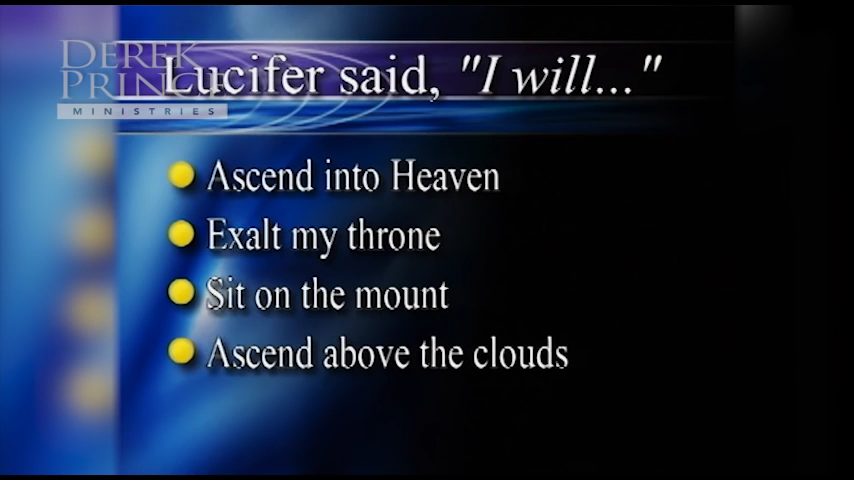 DEREK
PRINCE
MINISTRIES
Lucifer said, "I will..."
Ascend into Heaven
Exalt my throne
Sit on the mount
Ascend above the clouds